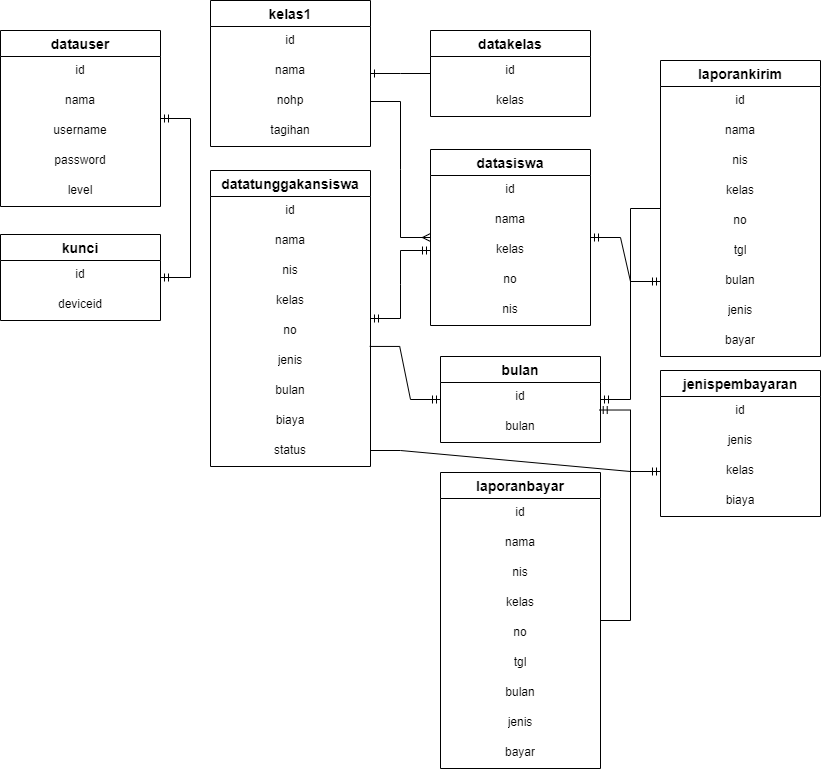 datauser
id
nama
username
password
level
kunci
id
deviceid
kelas1
id
nama
nohp
tagihan
datatunggakansiswa
id
nama
nis
kelas
no
jenis
bulan
biaya
status
datakelas
id
kelas
datasiswa
id
nama
kelas
no
nis
bulan
id
bulan
laporanbayar
id
nama
nis
kelas
no
tgl
bulan
jenis
bayar
laporankirim
id
nama
nis
kelas
no
tgl
bulan
jenis
bayar
jenispembayaran
id
jenis
kelas
biaya